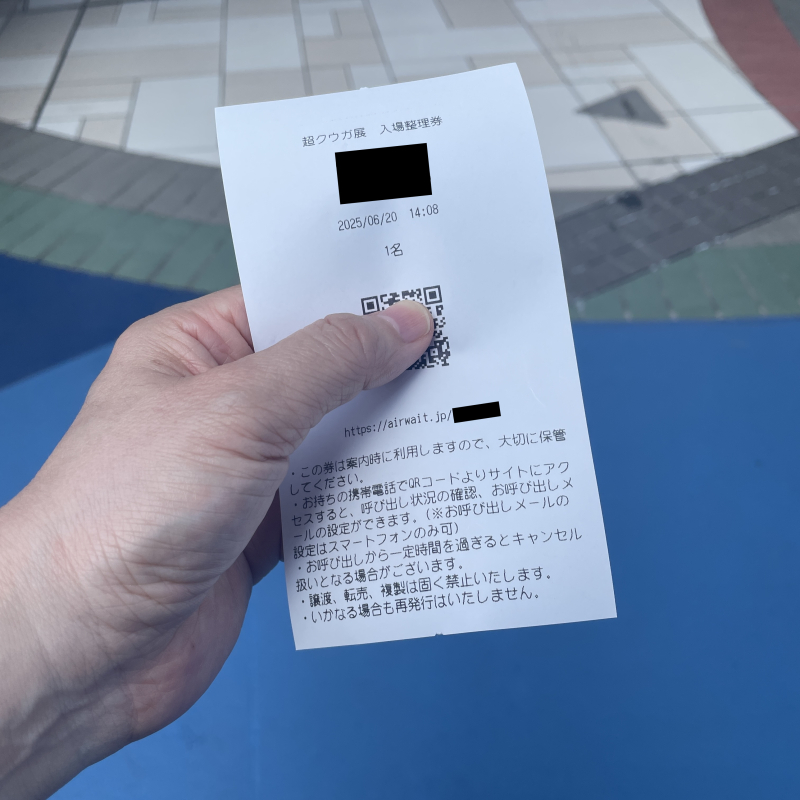 超クウガ展 入場整理券
2025/06/20 14:08
1名
https://airwait.jp/
・この券は案内時に利用しますので、大切に保管
してください。
・お持ちの携帯電話でQRコードよりサイトにアク
セスすると、呼び出し状況の確認、お呼び出しメ
ールの設定ができます。(※お呼び出しメールの
設定はスマートフォンのみ可)
・お呼び出しから一定時間を過ぎるとキャンセル
扱いとなる場合がございます。
・譲渡、転売、複製は固く禁止いたします。
・いかなる場合も再発行はいたしません。